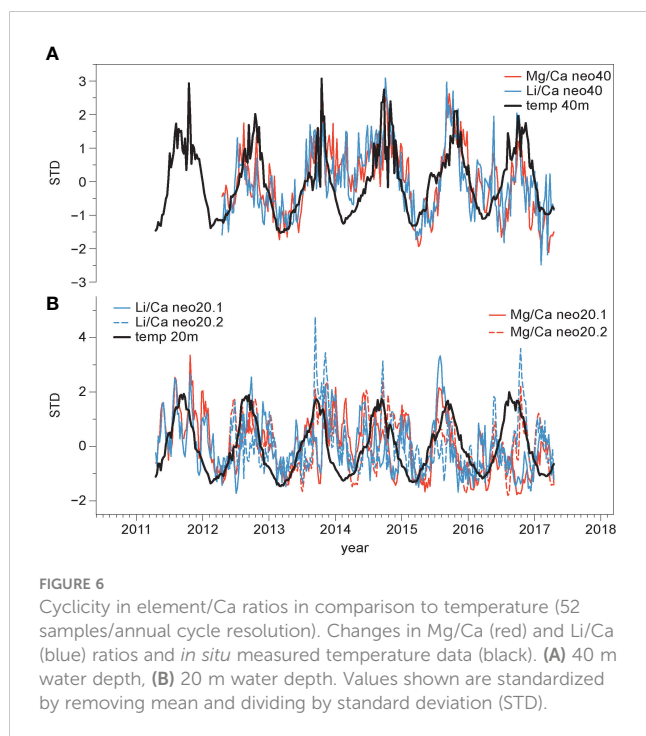 A
Mg/Ca neo40
Li/Ca neo40
temp 40m
3
2
1
0
−1
−2
−3
STD
B
Li/Ca neo20.1
Li/Ca neo20.2
temp 20m
Mg/Ca neo20.1
Mg/Ca neo20.2
4
2
0
−2
STD
2011 2012 2013 2014 2015 2016 2017 2018
year
FIGURE 6
Cyclicity in element/Ca ratios in comparison to temperature (52
samples/annual cycle resolution). Changes in Mg/Ca (red) and Li/Ca
(blue) ratios and in situ measured temperature data (black). (A) 40 m
water depth, (B) 20 m water depth. Values shown are standardized
by removing mean and dividing by standard deviation (STD).